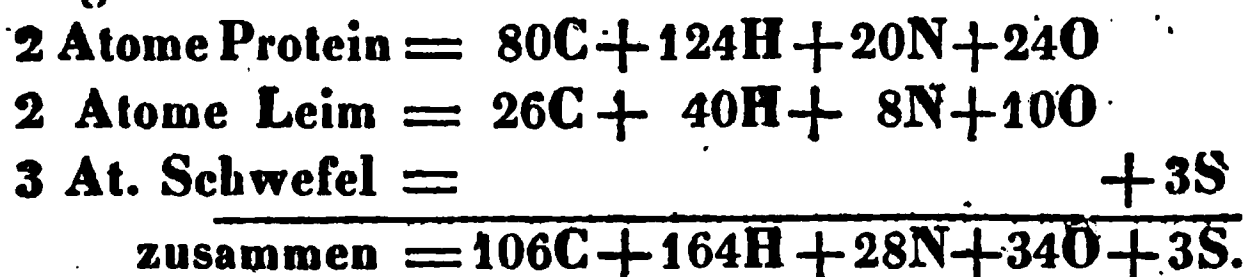 2 Atome Protein = 80C + 124H + 20N + 24O
2 Atome Leim = 26C + 40H + 8N + 10O
3 At. Schwefel = + 3S
zusammen = 106C + 164H + 28N + 34O + 3S.